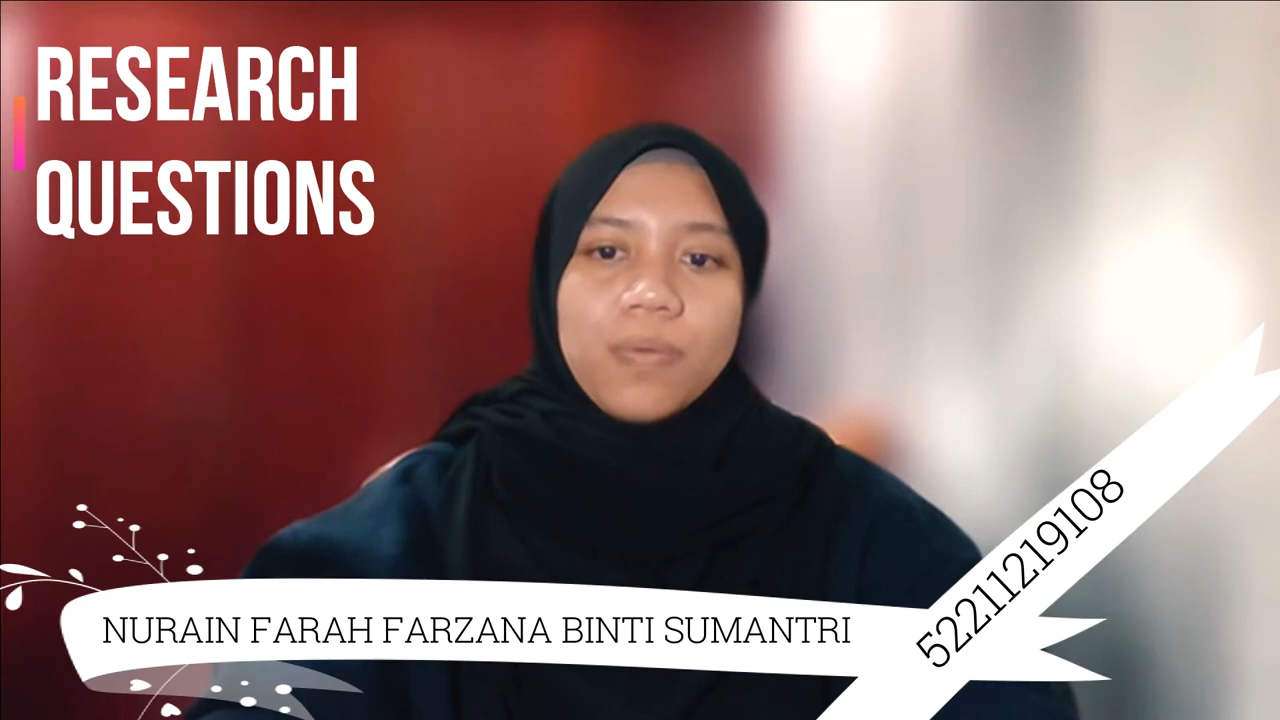 RESEARCH
QUESTIONS
NURAIN FARAH FARZANA BINTI SUMANTRI
52211219108